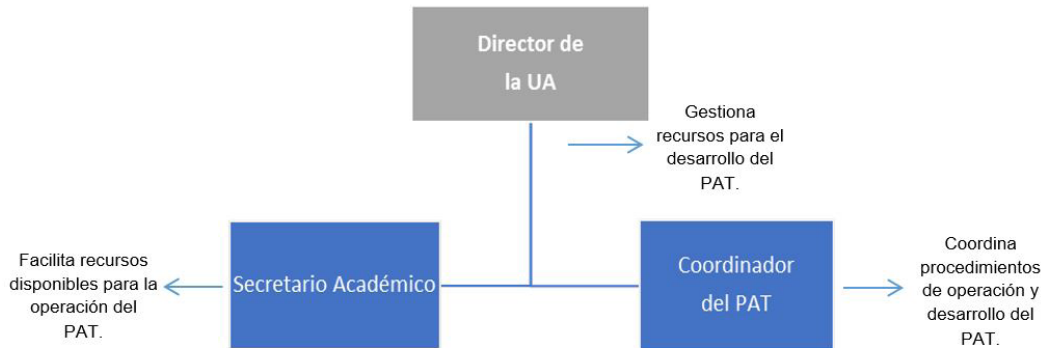 Director de
la UA
Gestiona
recursos para el
desarrollo del
PAT.
Facilita recursos
disponibles para la
operación del
PAT.
Secretario Académico
Coordinador
del PAT
Coordina
procedimientos
de operación y
desarrollo del
PAT.